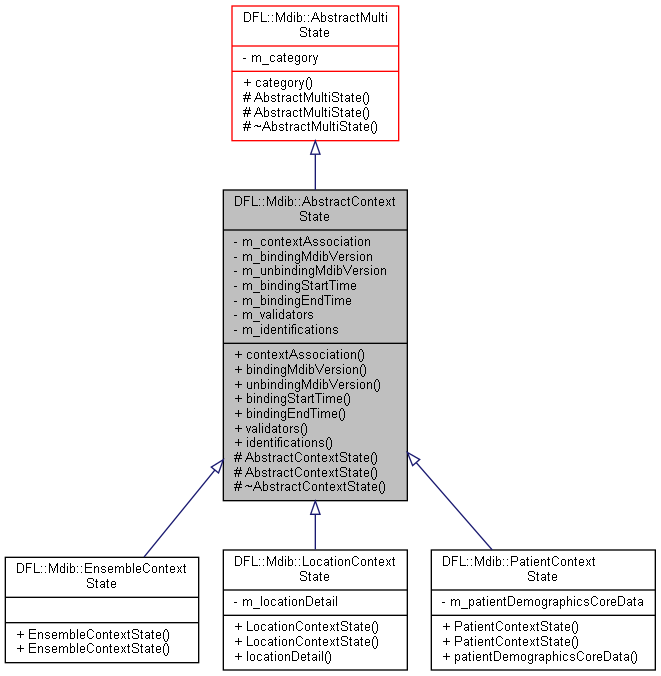 DFL::Mdib::AbstractMulti
State
- m_category
+ category()
# AbstractMultiState()
# AbstractMultiState()
# ~AbstractMultiState()
DFL::Mdib::AbstractContext
State
- m_contextAssociation
- m_bindingMdibVersion
- m_unbindingMdibVersion
- m_bindingStartTime
- m_bindingEndTime
- m_validators
- m_identifications
+ contextAssociation()
+ bindingMdibVersion()
+ unbindingMdibVersion()
+ bindingStartTime()
+ bindingEndTime()
+ validators()
+ identifications()
# AbstractContextState()
# AbstractContextState()
# ~AbstractContextState()
DFL::Mdib::EnsembleContext
State
+ EnsembleContextState()
+ EnsembleContextState()
DFL::Mdib::LocationContext
State
- m_locationDetail
+ LocationContextState()
+ LocationContextState()
+ locationDetail()
DFL::Mdib::PatientContext
State
- m_patientDemographicsCoreData
+ PatientContextState()
+ PatientContextState()
+ patientDemographicsCoreData()